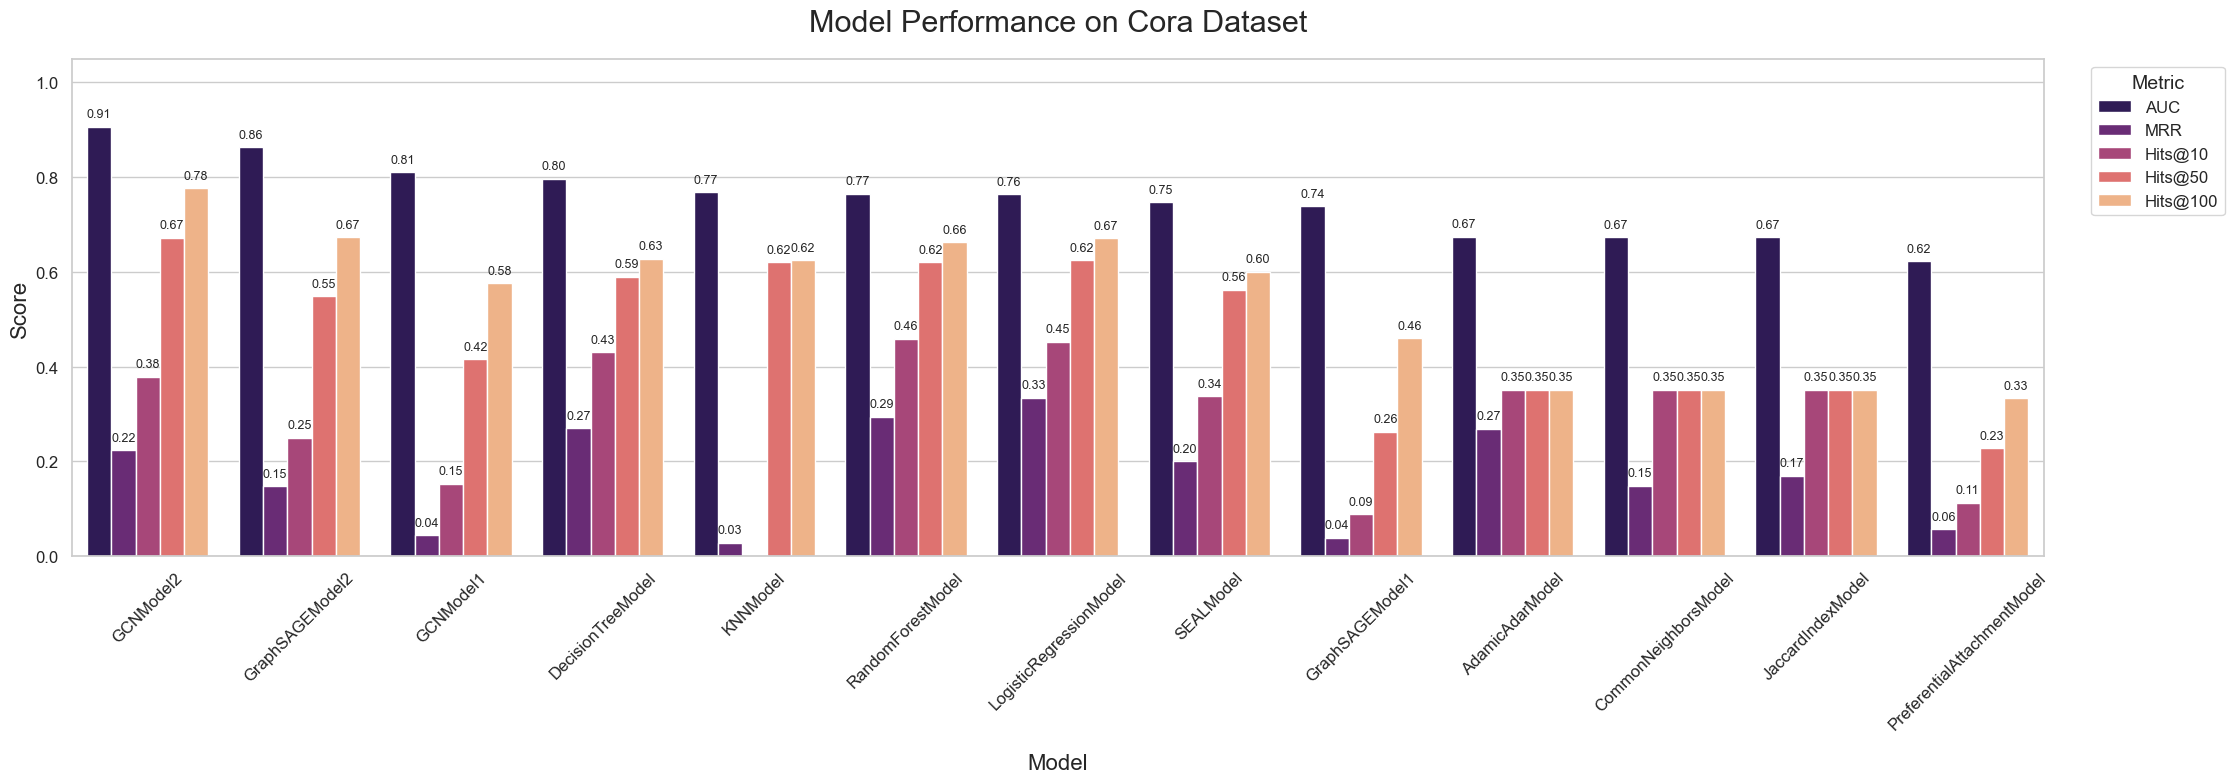 Model Performance on Cora Dataset
Score
1.0
0.8
0.6
0.4
0.2
0.0
0.91 0.22 0.38 0.67 0.78
0.86 0.15 0.25 0.55 0.67
0.81 0.04 0.15 0.42 0.58
0.80 0.27 0.43 0.59 0.63
0.77 0.03 0.62 0.62
0.77 0.29 0.46 0.62 0.66
0.76 0.33 0.45 0.62 0.67
0.75 0.20 0.34 0.56 0.60
0.74 0.04 0.09 0.26 0.46
0.67 0.27 0.35 0.35 0.35
0.67 0.15 0.35 0.35 0.35
0.67 0.17 0.35 0.35 0.35
0.62 0.06 0.11 0.23 0.33
GCNModel2
GraphSAGEModel2
GCNModel1
DecisionTreeModel
KNNModel
RandomForestModel
LogisticRegressionModel
SEALModel
GraphSAGEModel1
AdamicAdarModel
CommonNeighborsModel
JaccardIndexModel
PreferentialAttachmentModel
Model
Metric
AUC
MRR
Hits@10
Hits@50
Hits@100